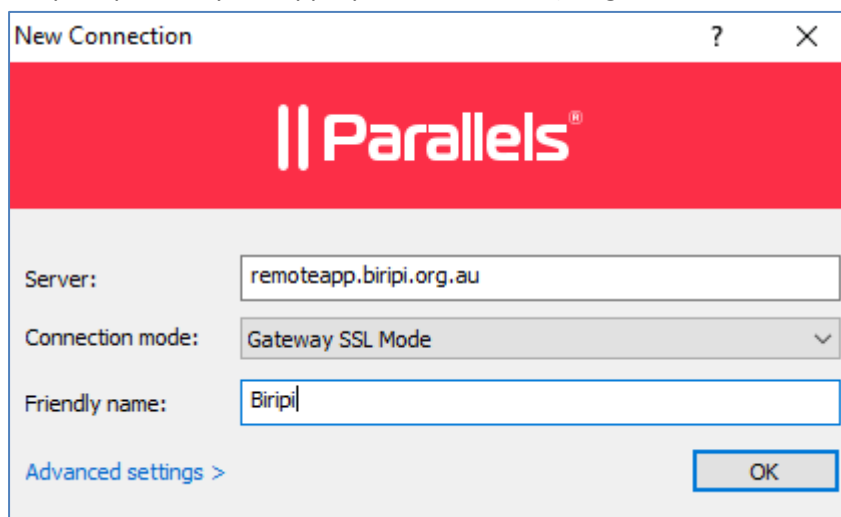 New Connection ? X
|| Parallels®
Server: remoteapp.biripi.org.au
Connection mode: Gateway SSL Mode
Friendly name: Biripi
Advanced settings > OK